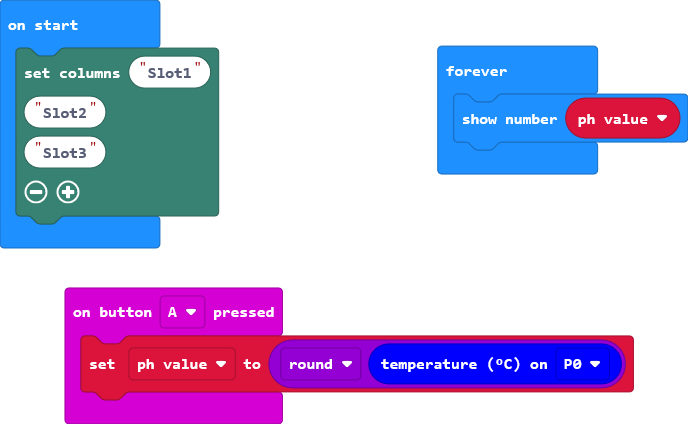 on start
set columns "Slot1"
"Slot2"
"Slot3"
forever
show number ph value
on button A pressed
set ph value to round temperature (ºC) on P0